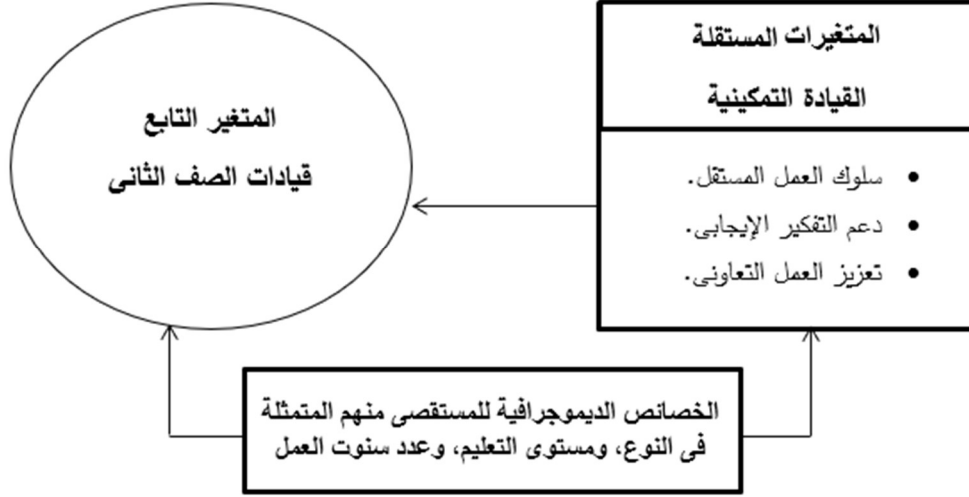 المتغيرات المستقلة
القيادة التمكينية
• سلوك العمل المستقل.
• دعم التفكير الإيجابى.
• تعزيز العمل التعاونى.
المتغير التابع
قيادات الصف الثانى
الخصائص الديموجرافية للمستقصى منهم المتمثلة
فى النوع، ومستوى التعليم، وعدد سنوت العمل